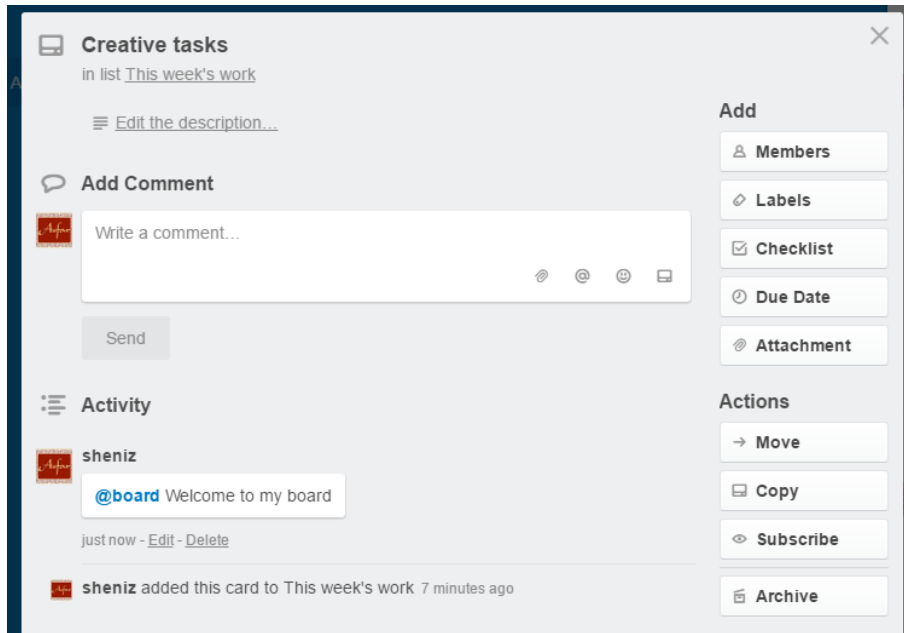 Creative tasks
in list This week's work
Edit the description…
Add Comment
Write a comment…
Send
Activity
sheniz
@board Welcome to my board
just now - Edit - Delete
sheniz added this card to This week's work 7 minutes ago
Add
Members
Labels
Checklist
Due Date
Attachment
Actions
Move
Copy
Subscribe
Archive